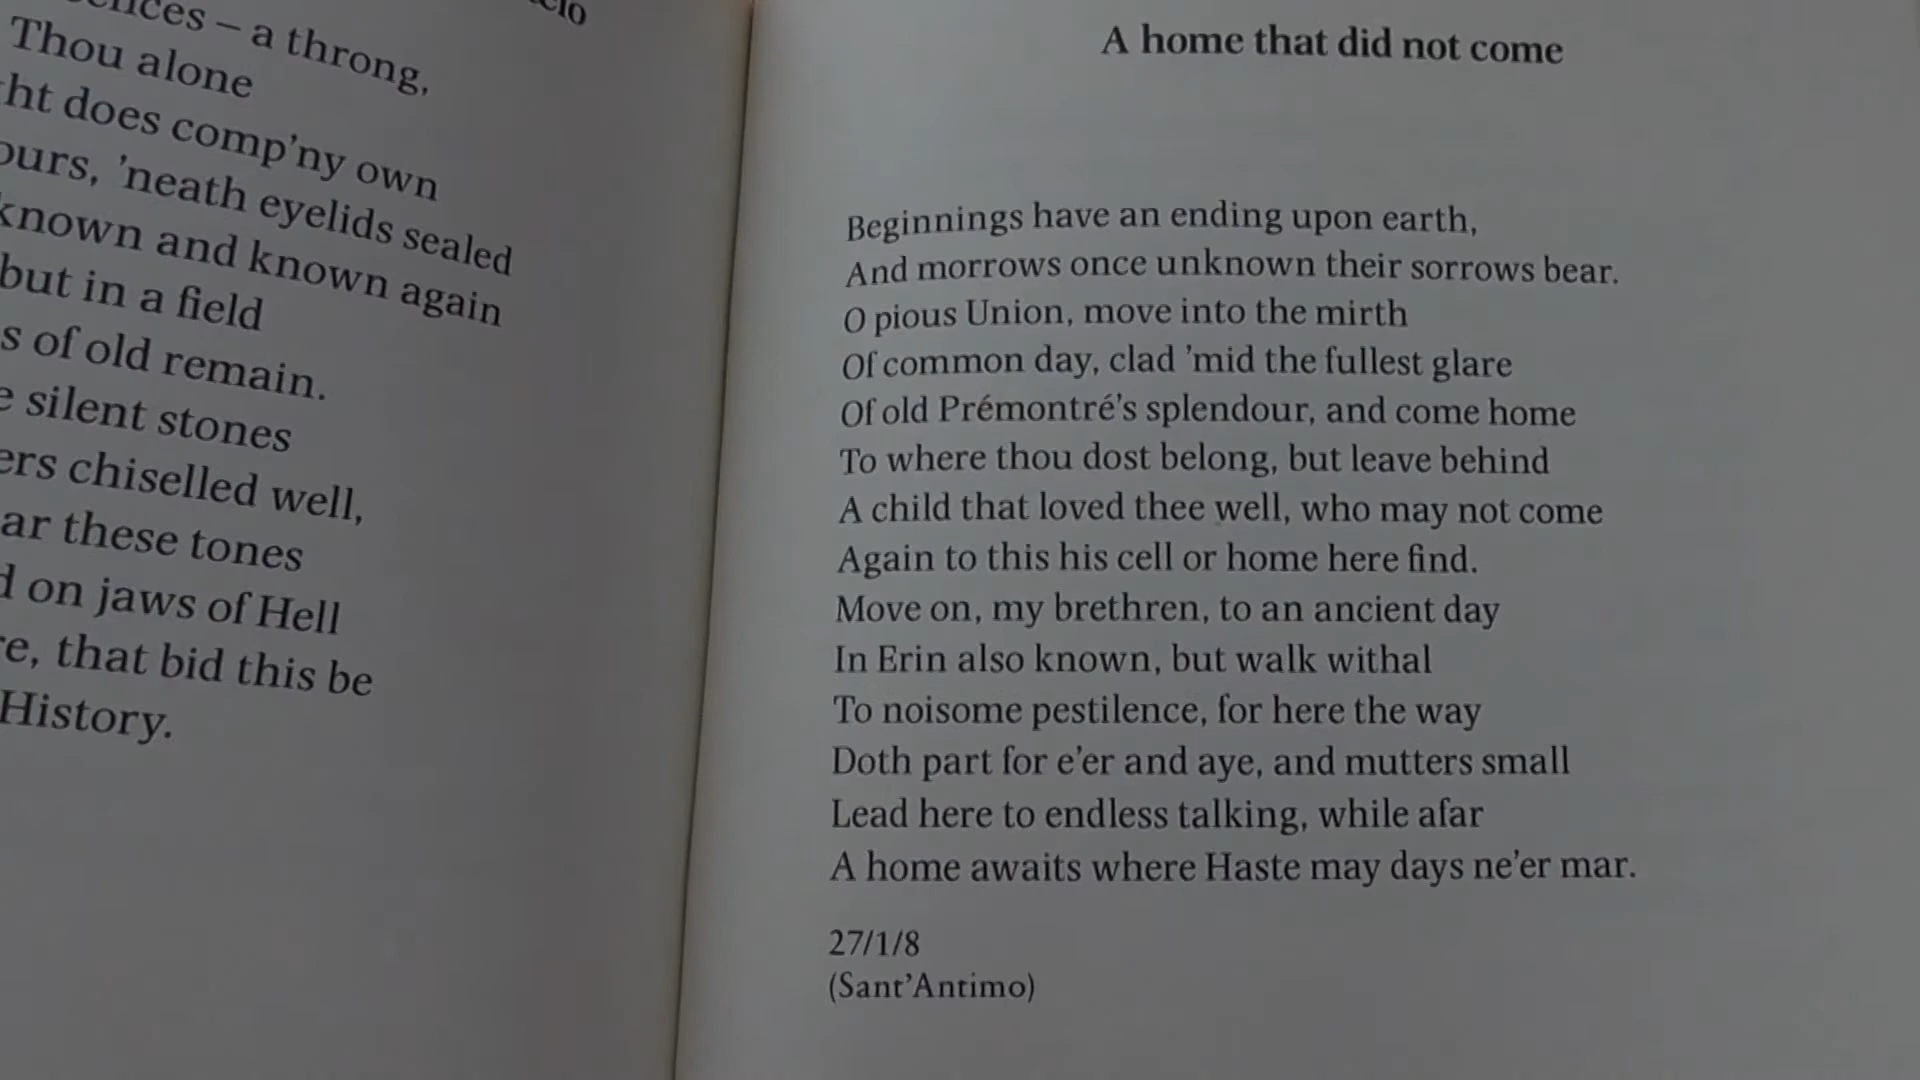 – a throng,
Thou alone
does comp'ny own
'neath eyelids sealed
known and known again
but in a field
of old remain.
silent stones
chiselled well,
these tones
on jaws of Hell
that bid this be
History.
A home that did not come
Beginnings have an ending upon earth,
And morrows once unknown their sorrows bear.
O pious Union, move into the mirth
Of common day, clad 'mid the fullest glare
Of old Prémontré's splendour, and come home
To where thou dost belong, but leave behind
A child that loved thee well, who may not come
Again to this his cell or home here find.
Move on, my brethren, to an ancient day
In Erin also known, but walk withal
To noisome pestilence, for here the way
Doth part for e'er and aye, and mutters small
Lead here to endless talking, while afar
A home awaits where Haste may days ne'er mar.
27/1/8
(Sant'Antimo)